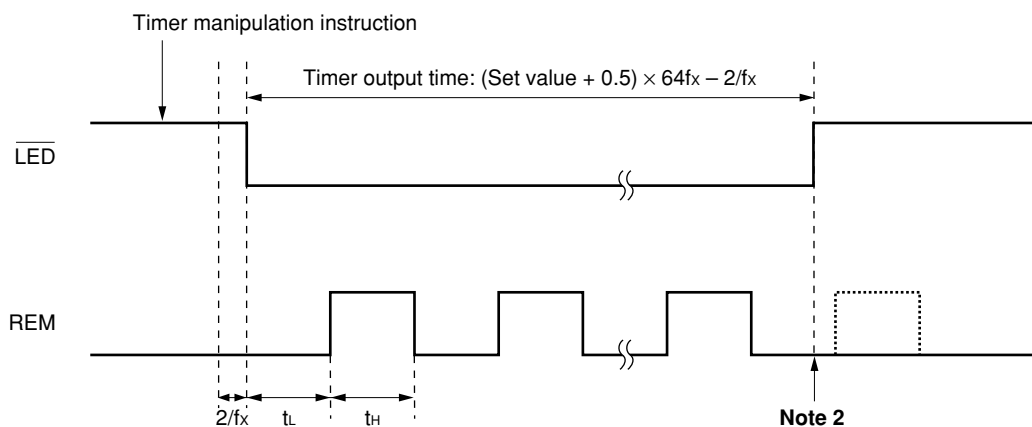 Timer manipulation instruction
Timer output time: (Set value + 0.5) × 64fx – 2/fx
LED
REM
2/fx
tL
tH
Note 2